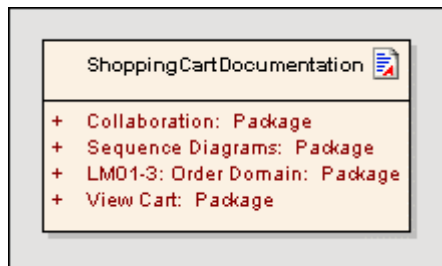 ShoppingCartDocumentation
+ Collaboration: Package
+ Sequence Diagrams: Package
+ LM01-3: Order Domain: Package
+ View Cart: Package